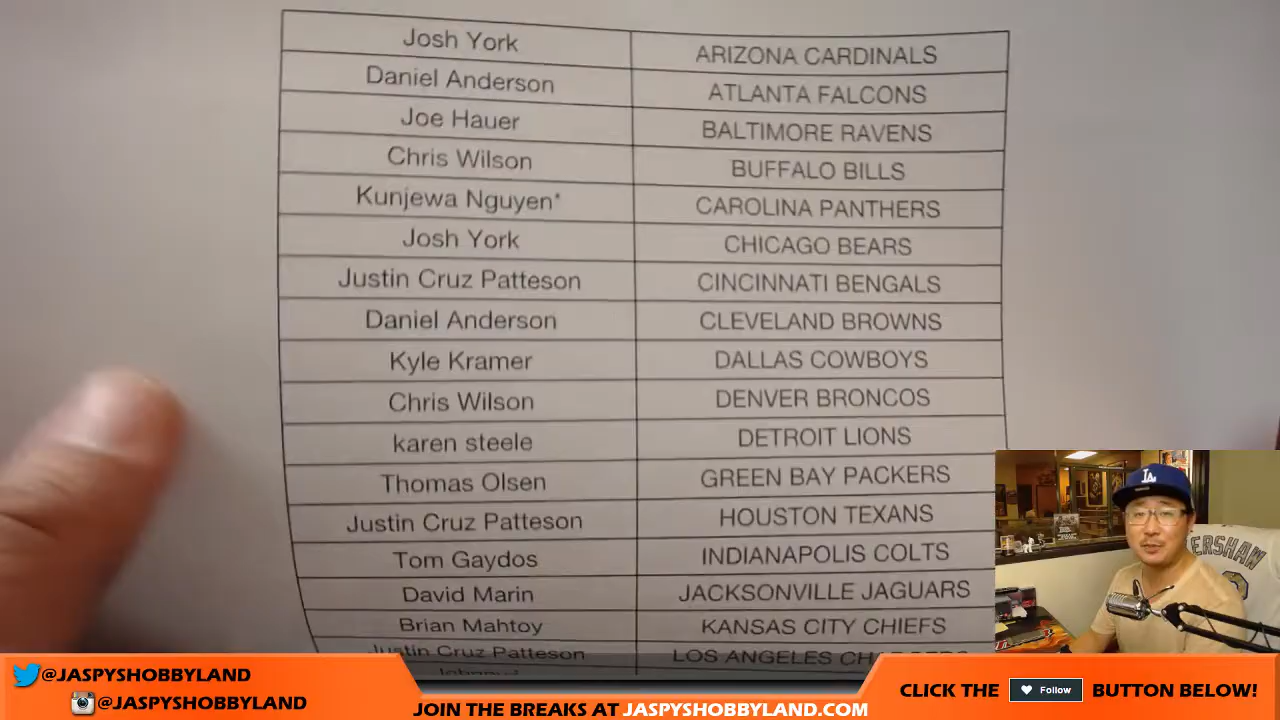 Josh York ARIZONA CARDINALS
Daniel Anderson ATLANTA FALCONS
Joe Hauer BALTIMORE RAVENS
Chris Wilson BUFFALO BILLS
Kunjewa Nguyen* CAROLINA PANTHERS
Josh York CHICAGO BEARS
Justin Cruz Patteson CINCINNATI BENGALS
Daniel Anderson CLEVELAND BROWNS
Kyle Kramer DALLAS COWBOYS
Chris Wilson DENVER BRONCOS
karen steele DETROIT LIONS
Thomas Olsen GREEN BAY PACKERS
Justin Cruz Patteson HOUSTON TEXANS
Tom Gaydos INDIANAPOLIS COLTS
David Marin JACKSONVILLE JAGUARS
Brian Mahtoy KANSAS CITY CHIEFS
Justin Cruz Patteson LOS ANGELES CHARGERS
LA
ERSHAW
@JASPYSHOBBYLAND
@JASPYSHOBBYLAND
JOIN THE BREAKS AT JASPYSHOBBYLAND.COM
CLICK THE Follow BUTTON BELOW!